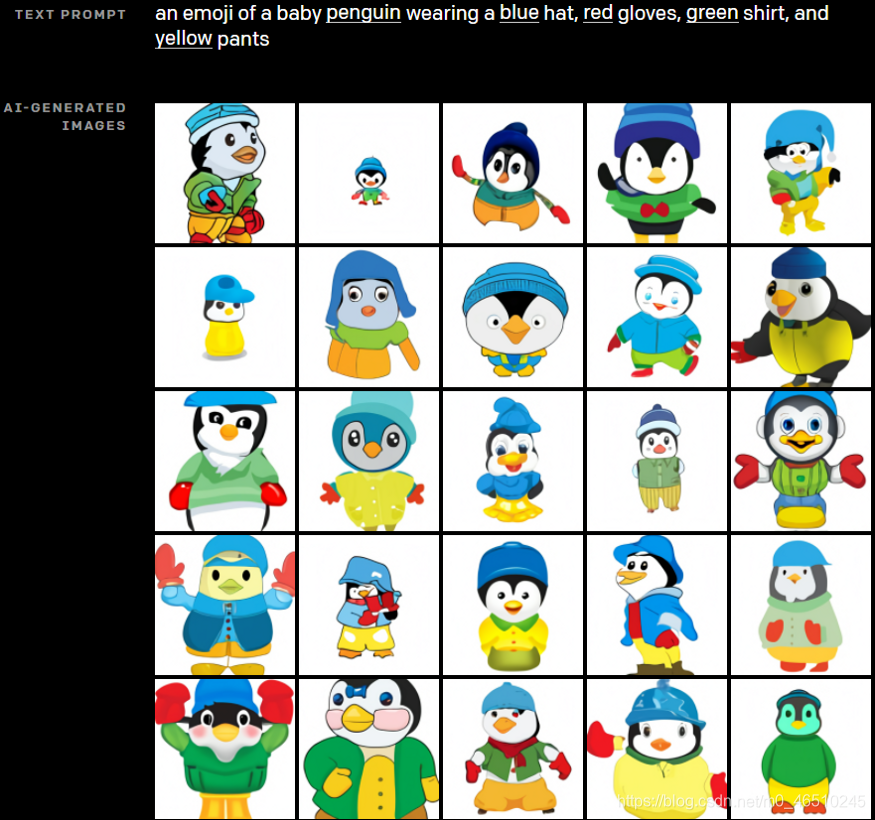 TEXT PROMPT
an emoji of a baby penguin wearing a blue hat, red gloves, green shirt, and
yellow pants
AI-GENERATED
IMAGES
https://blog.csdn.net/m0_46510245